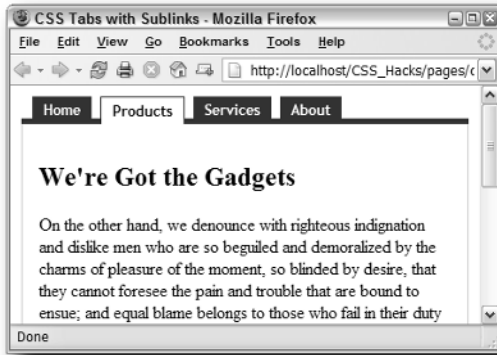 CSS Tabs with Sublinks - Mozilla Firefox
File Edit View Go Bookmarks Tools Help
http://localhost/CSS_Hacks/pages/c
Home Products Services About
We're Got the Gadgets
On the other hand, we denounce with righteous indignation
and dislike men who are so beguiled and demoralized by the
charms of pleasure of the moment, so blinded by desire, that
they cannot foresee the pain and trouble that are bound to
ensue; and equal blame belongs to those who fail in their duty
Done